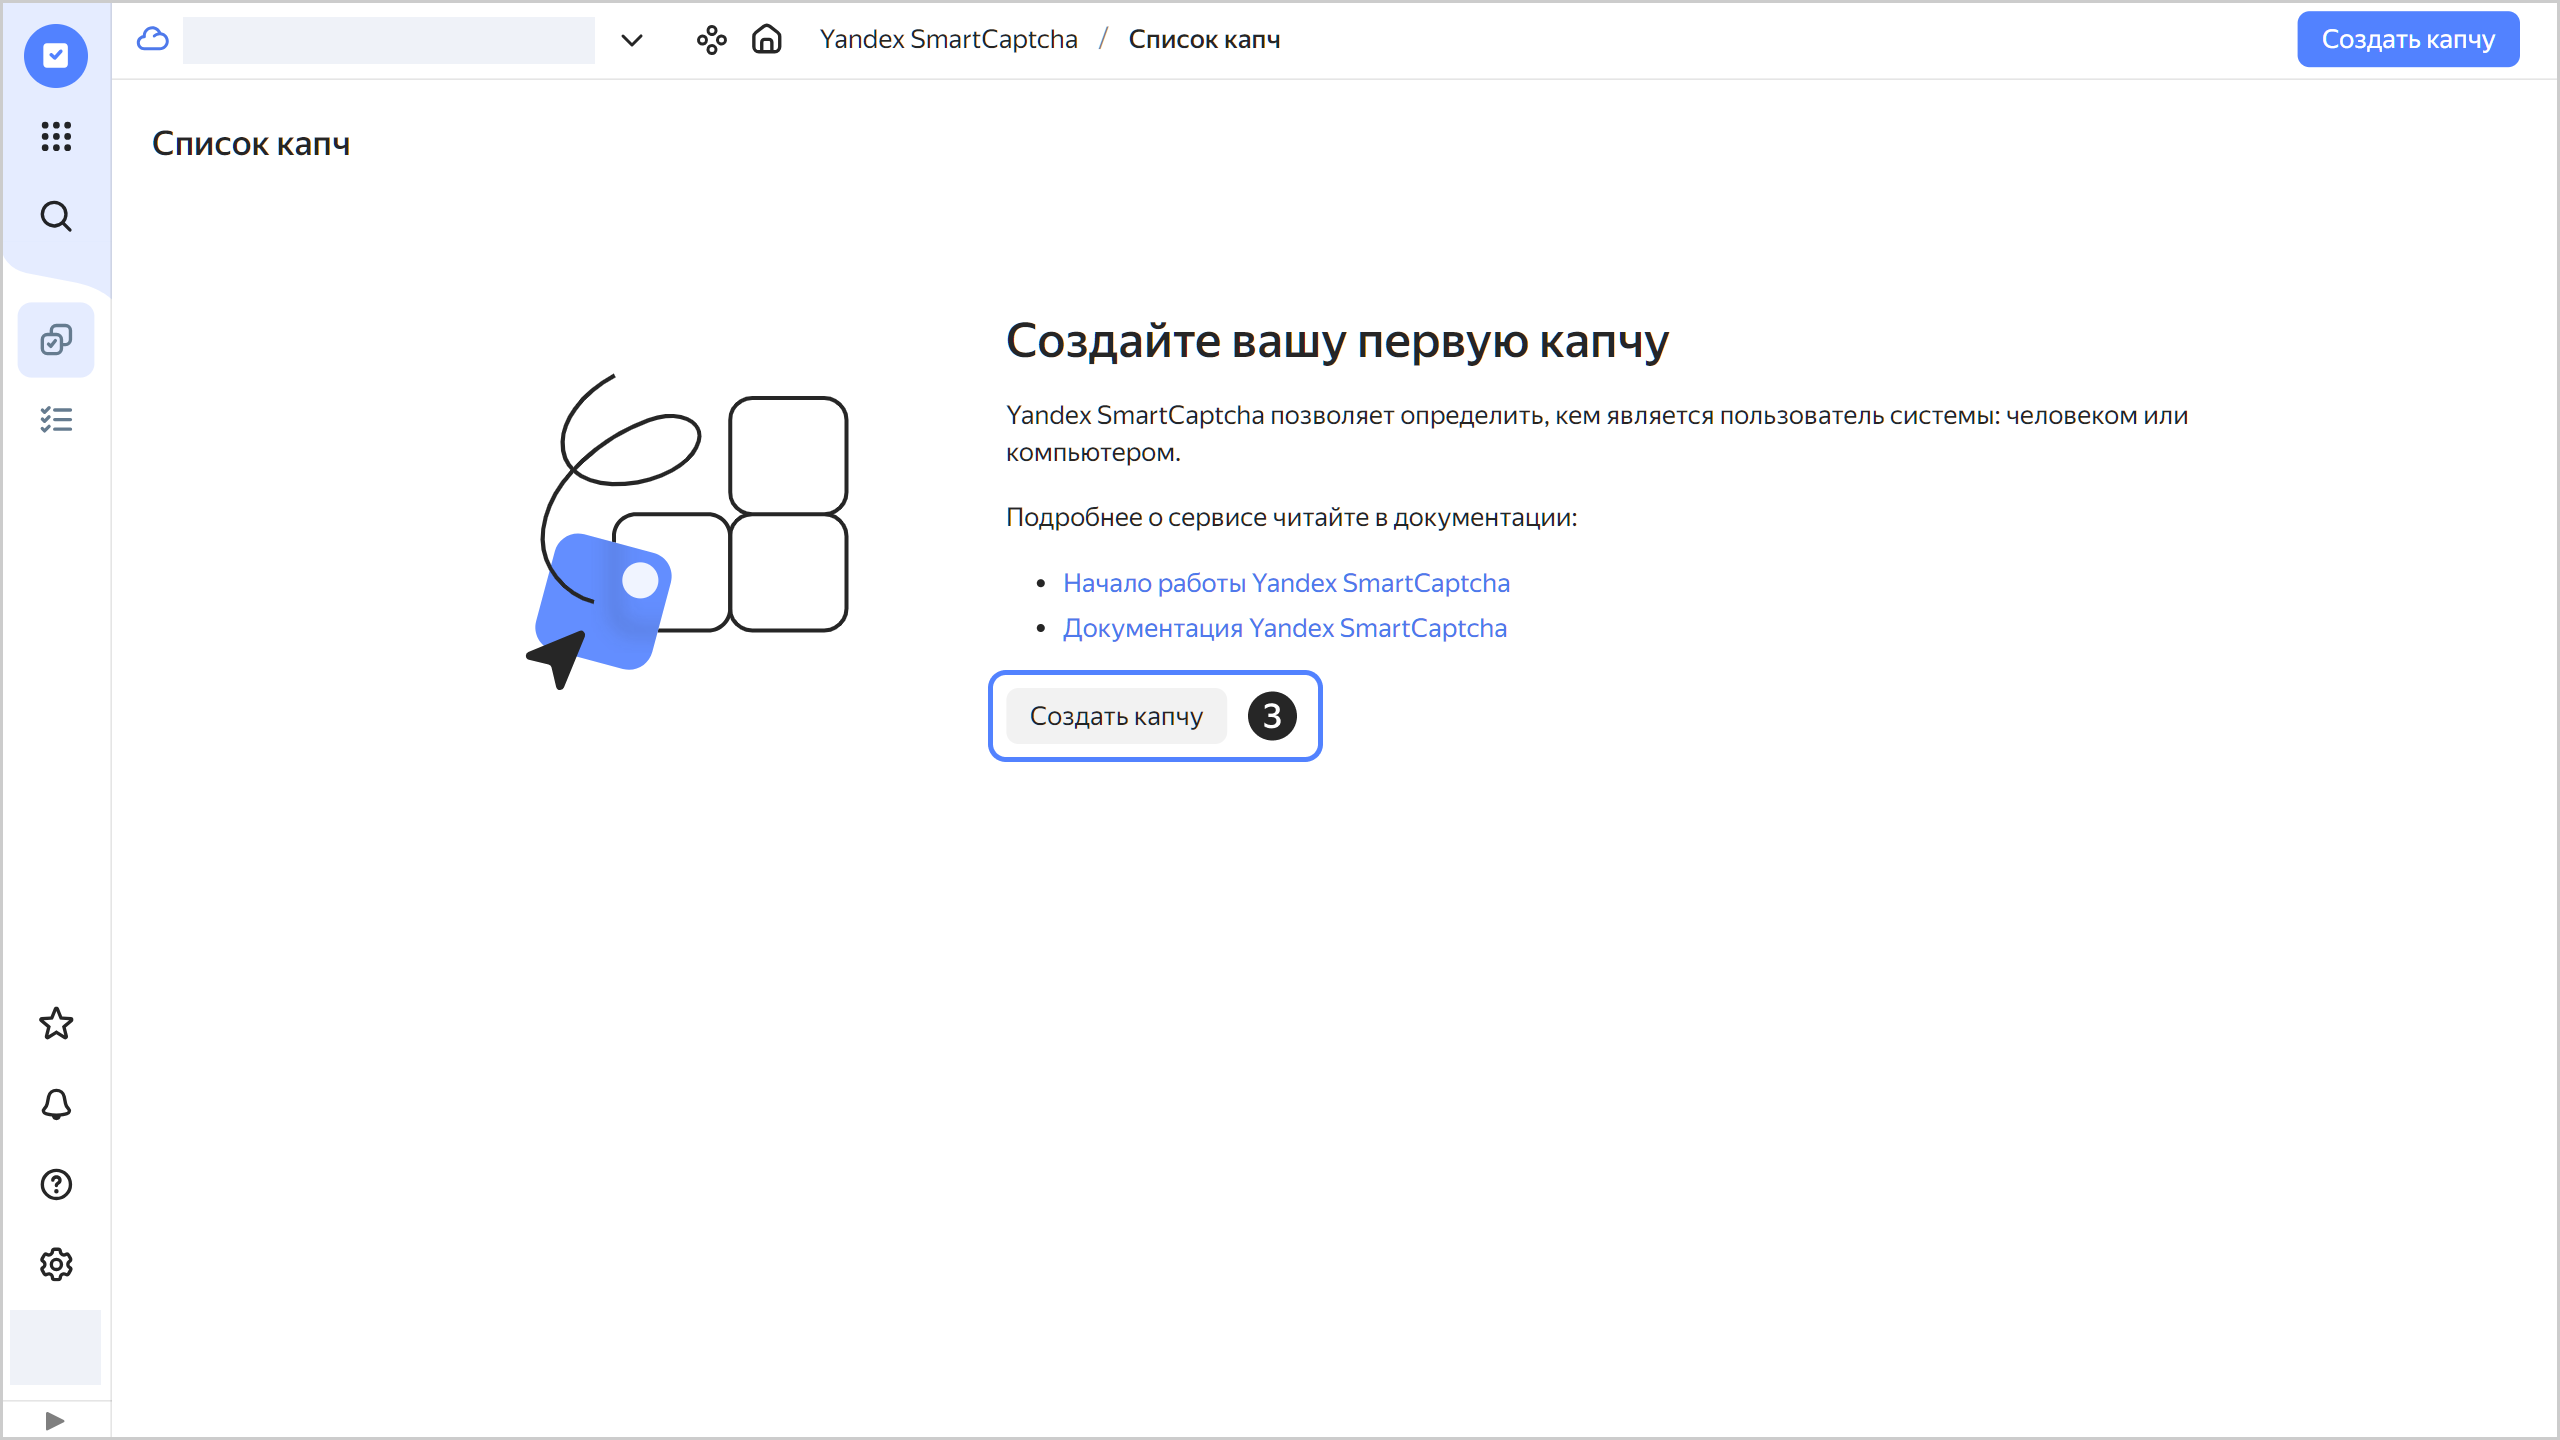 Yandex SmartCaptcha / Список капч
Создать капчу
Список капч
Создайте вашу первую капчу
Yandex SmartCaptcha позволяет определить, кем является пользователь системы: человеком или
компьютером.
Подробнее о сервисе читайте в документации:
• Начало работы Yandex SmartCaptcha
• Документация Yandex SmartCaptcha
Создать капчу 3